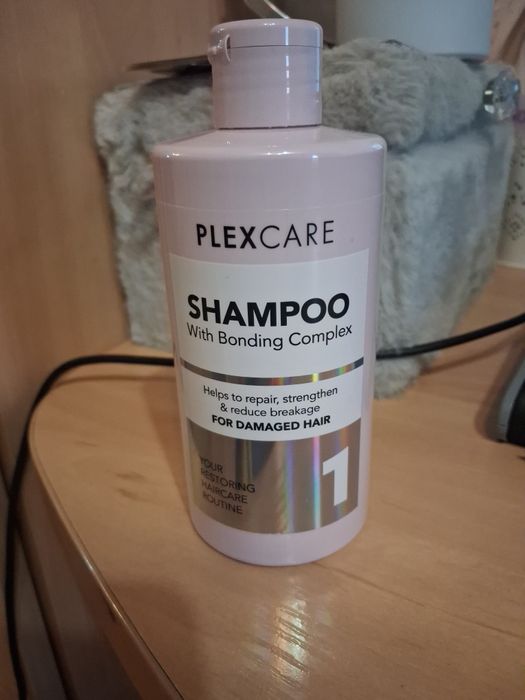 PLEXCARE
SHAMPOO
With Bonding Complex
Helps to repair, strengthen
& reduce breakage
FOR DAMAGED HAIR
YOUR
RESTORING
HAIRCARE
ROUTINE
1